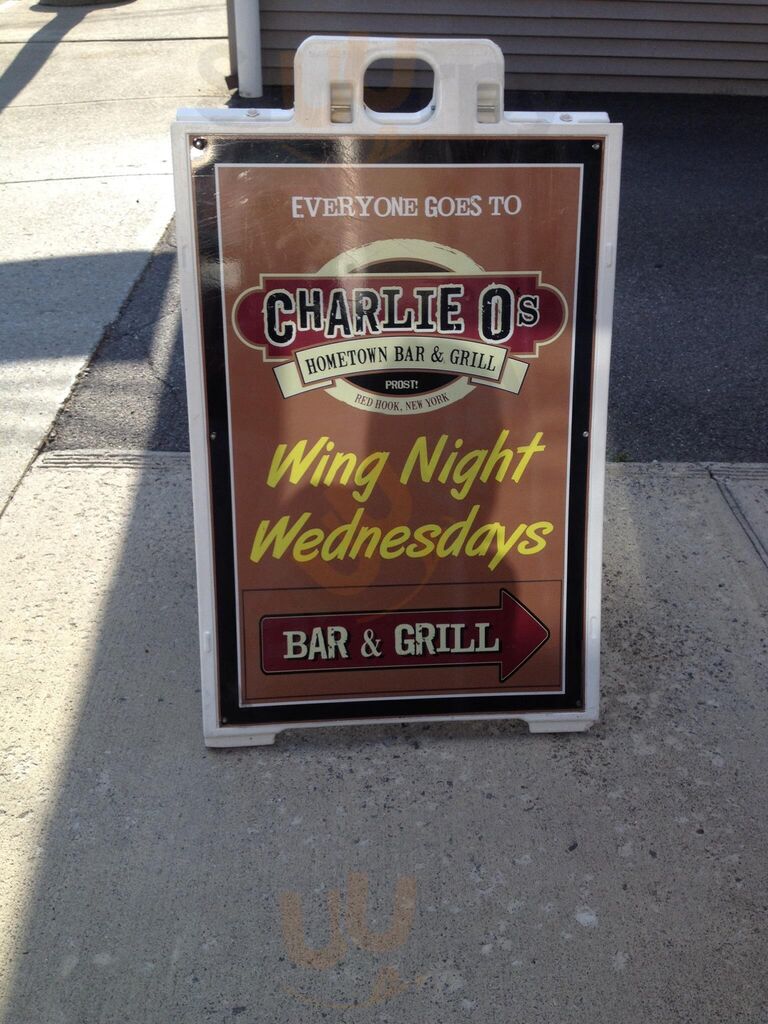 EVERYONE GOES TO
CHARLIE O'S
HOMETOWN BAR & GRILL
PROST!
RED HOOK, NEW YORK
Wing Night
Wednesdays
BAR & GRILL